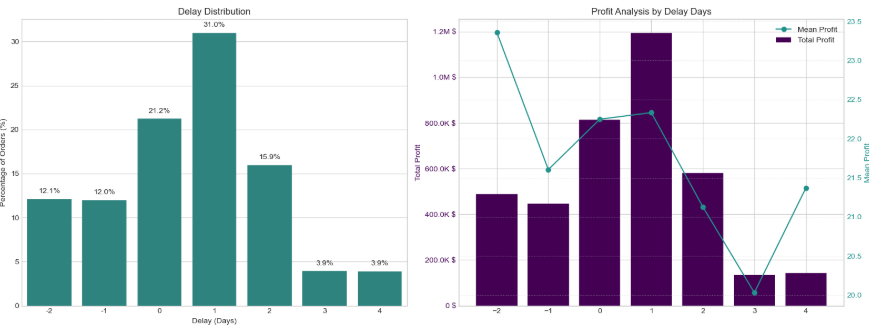 Delay Distribution
Percentage of Orders (%)
30
25
20
15
10
5
0
12.1%
12.0%
21.2%
31.0%
15.9%
3.9%
3.9%
-2 -1 0 1 2 3 4
Delay (Days)
Profit Analysis by Delay Days
Total Profit
1.2M $
1.0M $
800.0K $
600.0K $
400.0K $
200.0K $
0 $
Mean Profit
Total Profit
−2 −1 0 1 2 3 4
23.5
23.0
22.5
22.0
21.5
21.0
20.5
20.0
Mean Profit